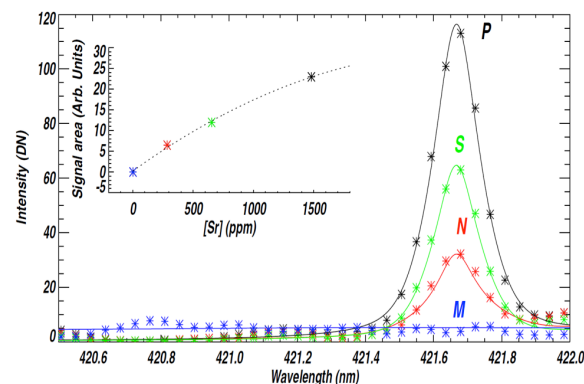 120
100
80
60
40
20
0
Intensity (DN)
30
25
20
15
10
5
0
Signal area (Arb. Units)
0 500 1000 1500
[Sr] (ppm)
P
S
N
M
420.6 420.8 421.0 421.2 421.4 421.6 421.8 422.0
Wavelength (nm)